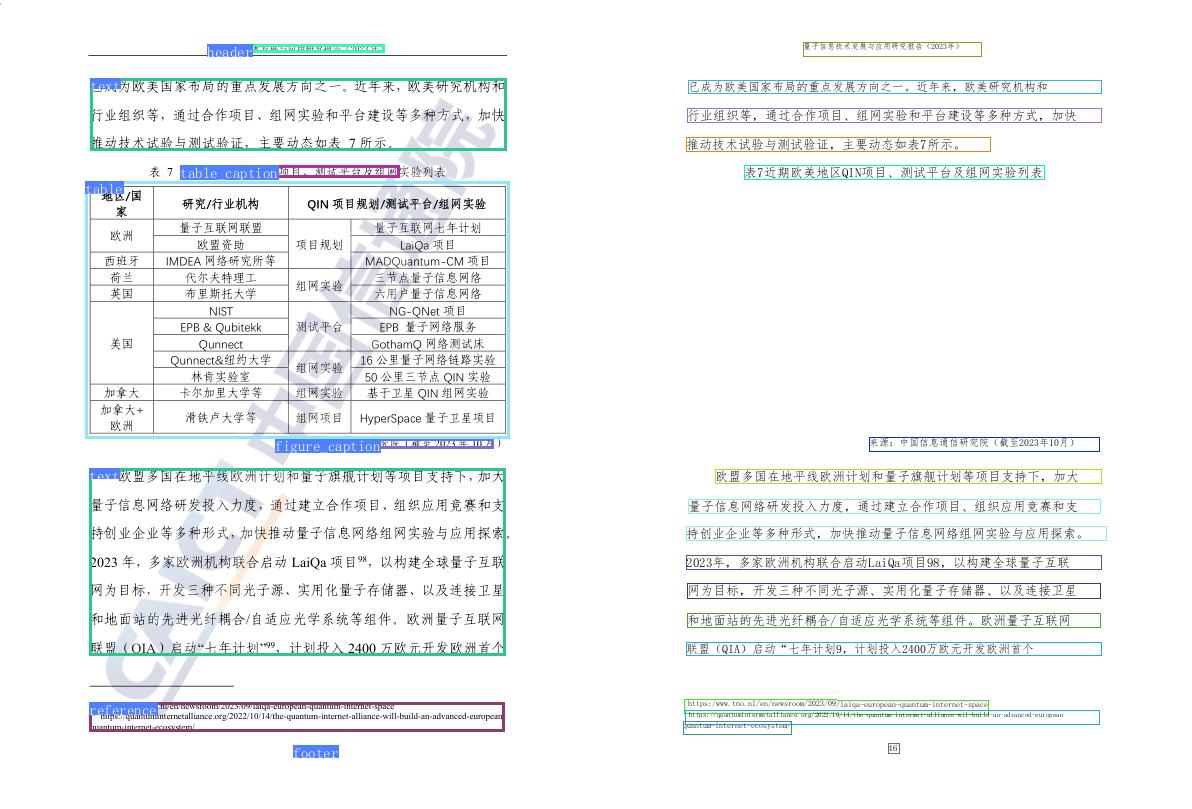 header
text为欧美国家布局的重点发展方向之一。近年来，欧美研究机构和
行业组织等，通过合作项目、组网实验和平台建设等多种方式，加快
推动技术试验与测试验证，主要动态如表 7 所示。
表 7 table caption项目、测试平台及组网实验列表
table
地区/国家 研究/行业机构 QIN 项目规划/测试平台/组网实验
欧洲 量子互联网联盟 项目规划 量子互联网七年计划
欧盟资助 LaiQa 项目
西班牙 IMDEA 网络研究所等 MADQuantum-CM 项目
荷兰 代尔夫特理工 组网实验 三节点量子信息网络
英国 布里斯托大学 六用户量子信息网络
美国 NIST 测试平台 NG-QNet 项目
EPB & Qubitekk EPB 量子网络服务
Qunnect GothamQ 网络测试床
Qunnect&纽约大学 组网实验 16 公里量子网络链路实验
林肯实验室 50 公里三节点 QIN 实验
加拿大 卡尔加里大学等 组网实验 基于卫星 QIN 组网实验
加拿大+欧洲 滑铁卢大学等 组网项目 HyperSpace 量子卫星项目
figure caption究院（截至 2023 年 10 月）
text欧盟多国在地平线欧洲计划和量子旗舰计划等项目支持下，加大
量子信息网络研发投入力度，通过建立合作项目、组织应用竞赛和支
持创业企业等多种形式，加快推动量子信息网络组网实验与应用探索。
2023 年，多家欧洲机构联合启动 LaiQa 项目98，以构建全球量子互联
网为目标，开发三种不同光子源、实用化量子存储器、以及连接卫星
和地面站的先进光纤耦合/自适应光学系统等组件。欧洲量子互联网
联盟（QIA）启动“七年计划”99，计划投入 2400 万欧元开发欧洲首个
reference nl/en/newsroom/2023/09/laiqa-european-quantum-internet-space
https://quantuminternetalliance.org/2022/10/14/the-quantum-internet-alliance-will-build-an-advanced-european
quantum-internet-ecosystem/
footer
CAICT 中国信通院
量子信息技术发展与应用研究报告（2023年）
已成为欧美国家布局的重点发展方向之一。近年来，欧美研究机构和
行业组织等，通过合作项目、组网实验和平台建设等多种方式，加快
推动技术试验与测试验证，主要动态如表7所示。
表7近期欧美地区QIN项目、测试平台及组网实验列表
来源：中国信息通信研究院（截至2023年10月）
欧盟多国在地平线欧洲计划和量子旗舰计划等项目支持下，加大
量子信息网络研发投入力度，通过建立合作项目、组织应用竞赛和支
持创业企业等多种形式，加快推动量子信息网络组网实验与应用探索。
2023年，多家欧洲机构联合启动LaiQa项目98，以构建全球量子互联
网为目标，开发三种不同光子源、实用化量子存储器、以及连接卫星
和地面站的先进光纤耦合/自适应光学系统等组件。欧洲量子互联网
联盟（QIA）启动“七年计划9，计划投入2400万欧元开发欧洲首个
https:/www.tno.nl/en/newsroom/2023/09/laiqa-european-quantum-internet-space
https://quantuminternetalliance.org/2022/10/14/the-quantum-internet-alliance-will-build-an-advanced-european
quantum-internet-ecosystem/
46